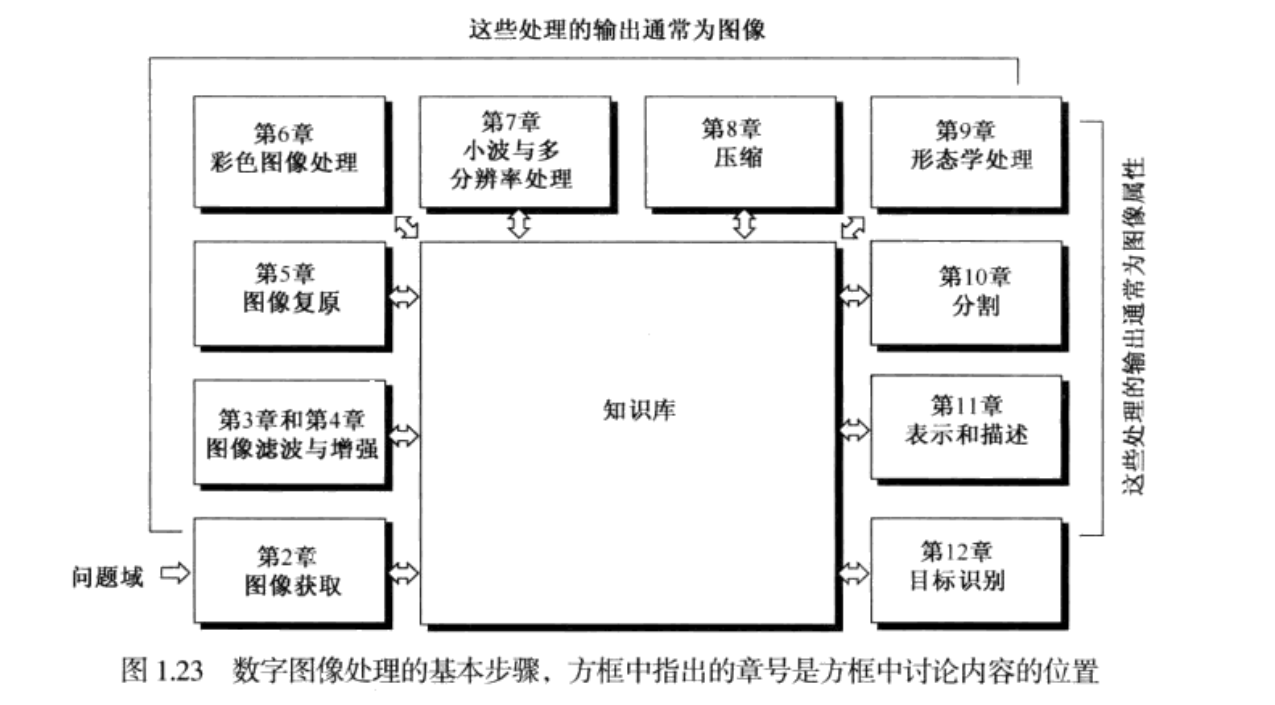 这些处理的输出通常为图像
第6章
彩色图像处理
第7章
小波与多
分辨率处理
第8章
压缩
第9章
形态学处理
第5章
图像复原
第10章
分割
第3章和第4章
图像滤波与增强
知识库
第11章
表示和描述
问题域
第2章
图像获取
第12章
目标识别
这些处理的输出通常为图像属性
图 1.23 数字图像处理的基本步骤，方框中指出的章号是方框中讨论内容的位置